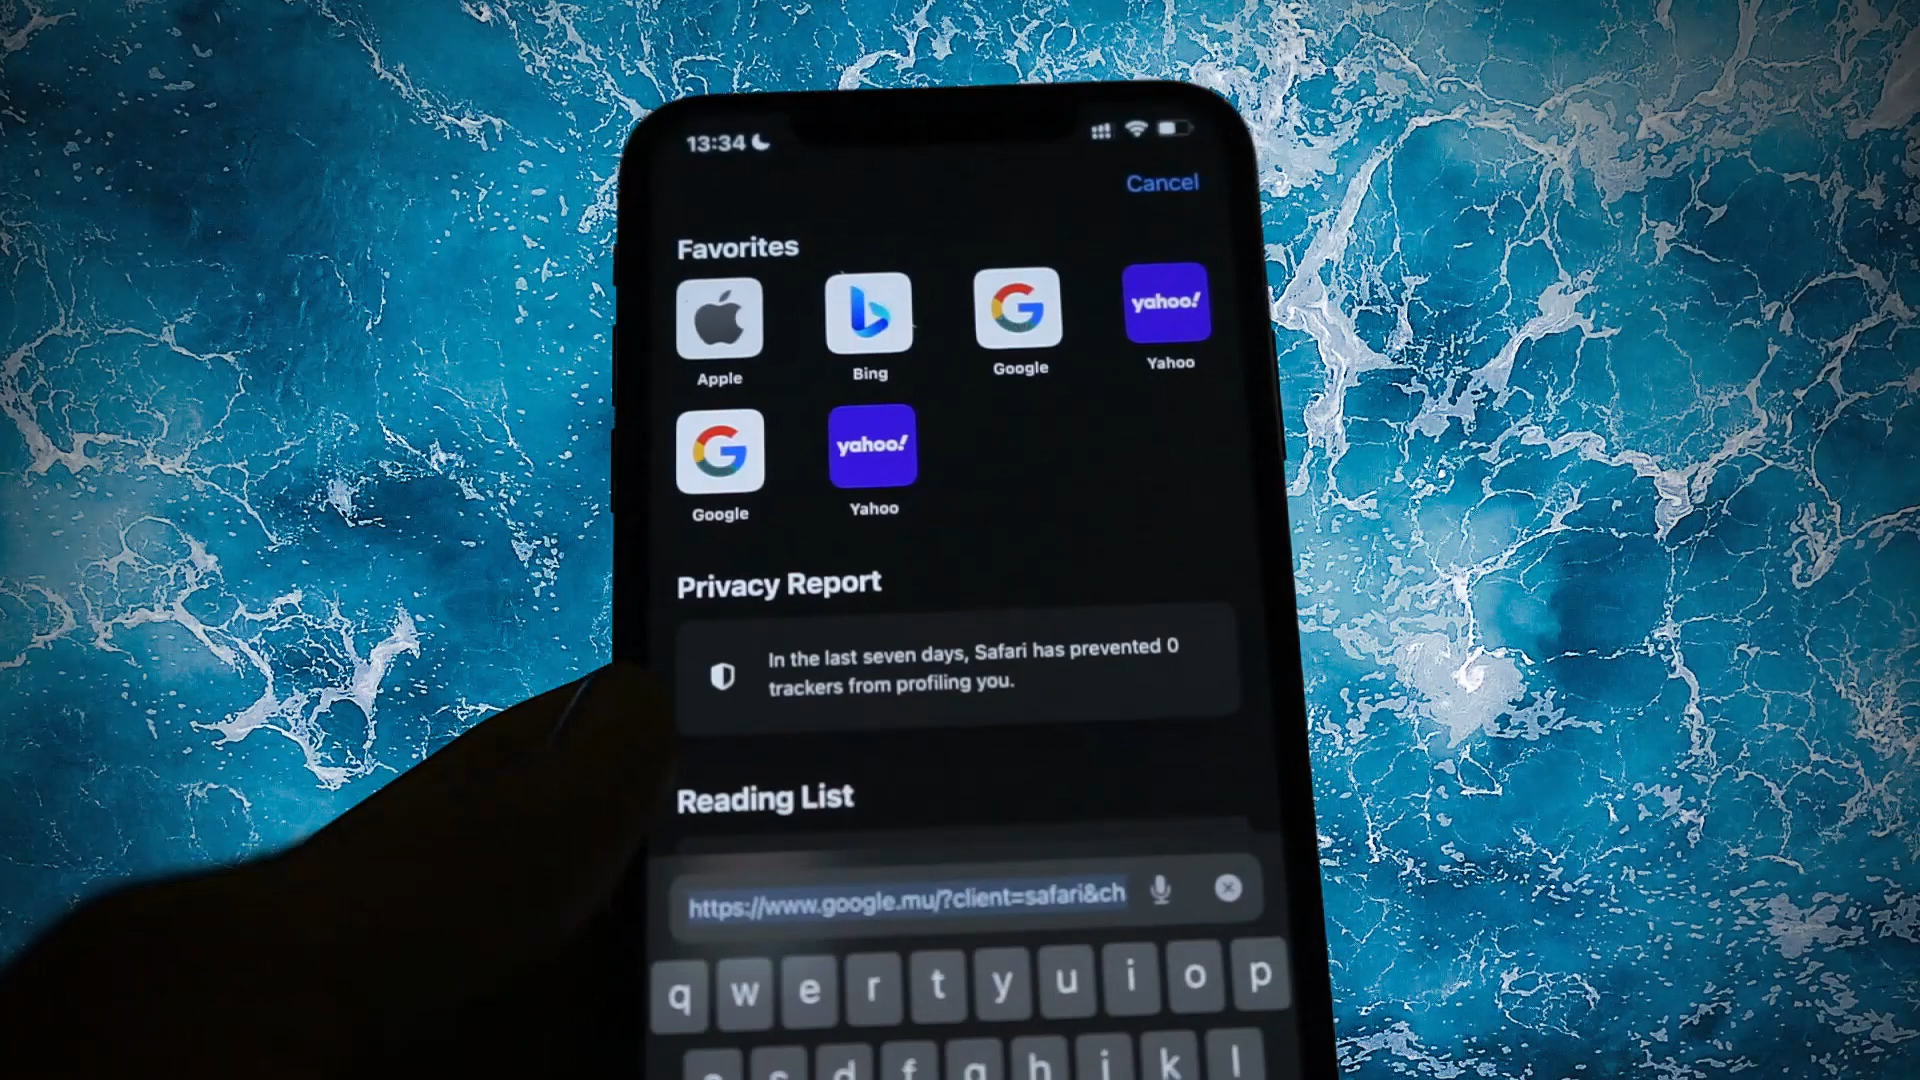 13:34
Cancel
Favorites
yahoo!
Apple
Bing
Google
Yahoo
yahoo!
Google
Yahoo
Privacy Report
In the last seven days, Safari has prevented 0
trackers from profiling you.
Reading List
https://www.google.mu/?client=safari&ch
q w e r t y u i o p
a s d f g h j k l